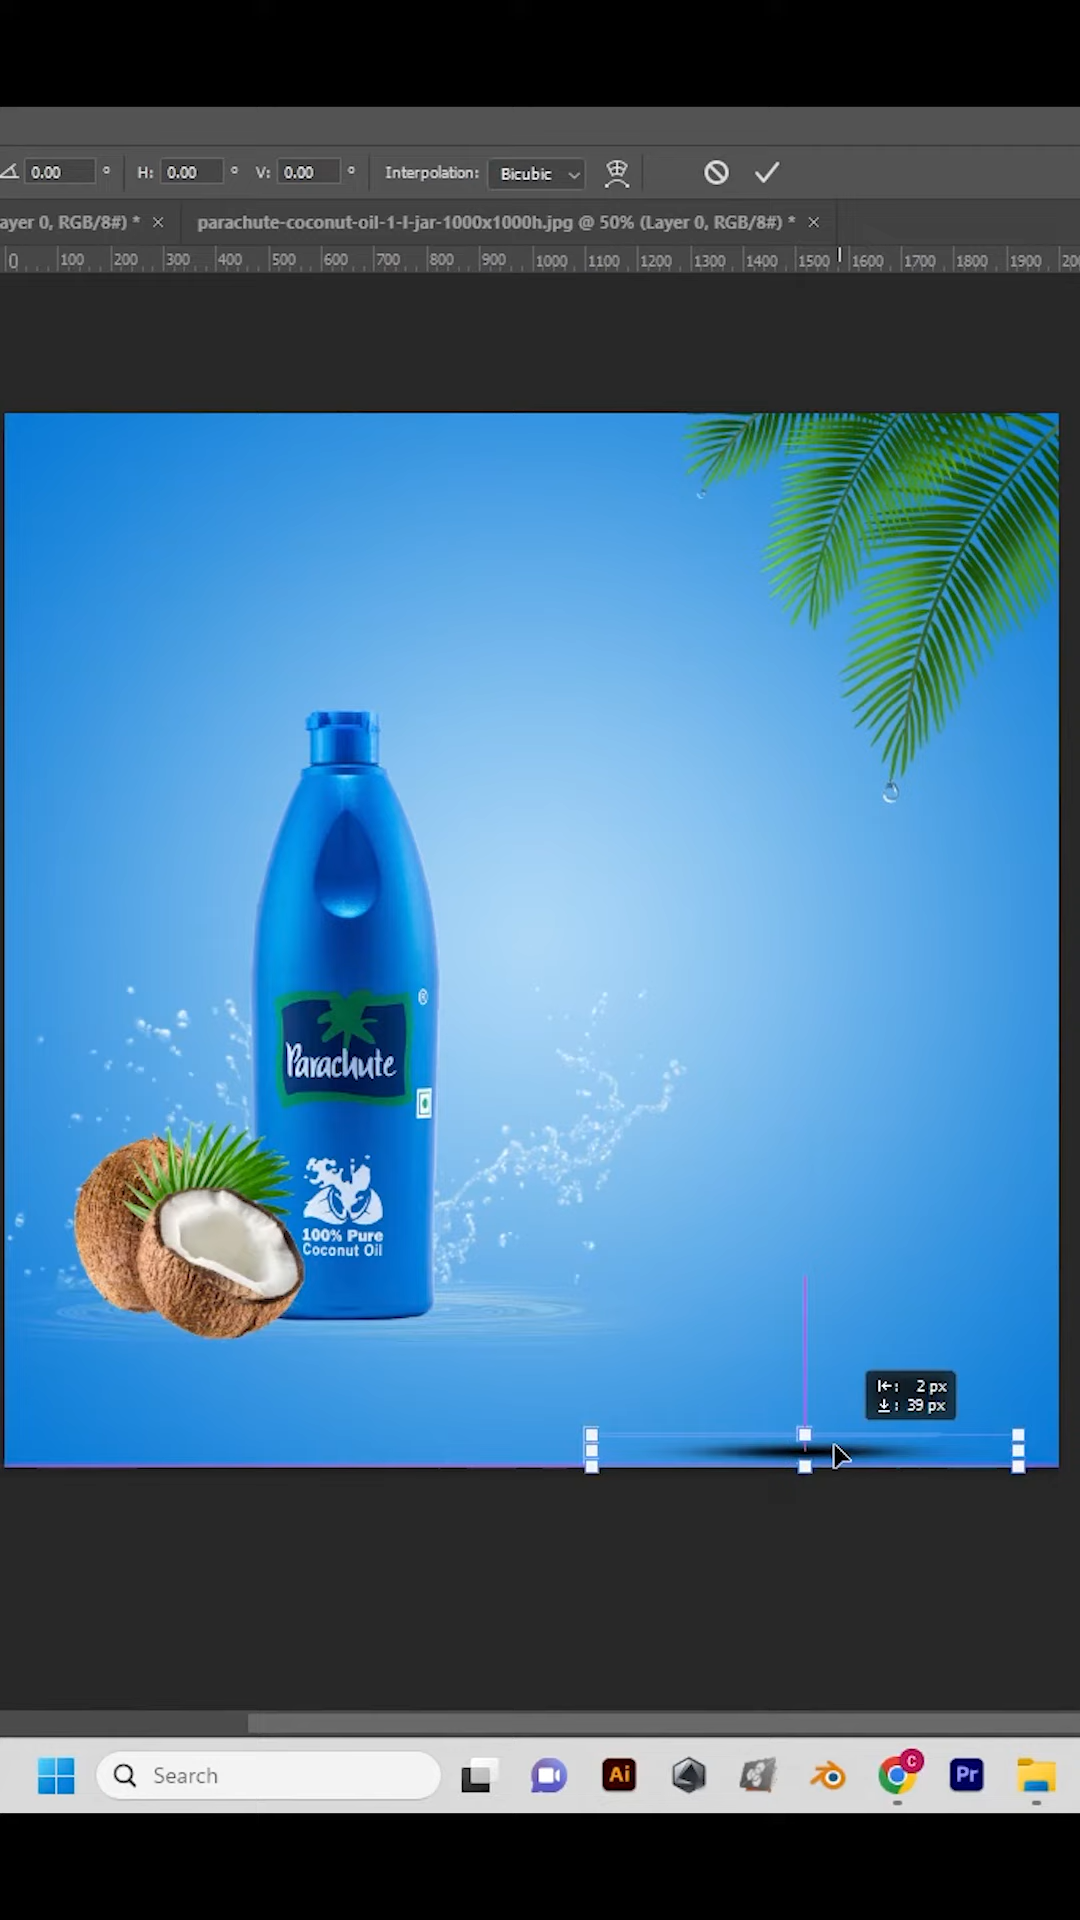 0.00 ° H: 0.00 ° V: 0.00 ° Interpolation: Bicubic
ayer 0, RGB/8#) * × parachute-coconut-oil-1-l-jar-1000x1000h.jpg @ 50% (Layer 0, RGB/8#) * ×
0 100 200 300 400 500 600 700 800 900 1000 1100 1200 1300 1400 1500 1600 1700 1800 1900 200
®
Parachute
100% Pure
Coconut Oil
: 2 px
: 39 px
Search
Ai
C
Pr